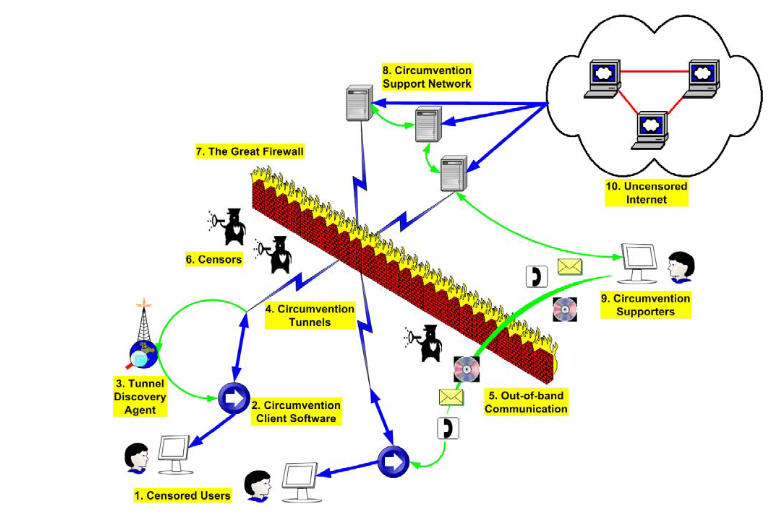 8. Circumvention
Support Network
7. The Great Firewall
10. Uncensored
Internet
6. Censors
4. Circumvention
Tunnels
9. Circumvention
Supporters
3. Tunnel
Discovery
Agent
2. Circumvention
Client Software
5. Out-of-band
Communication
1. Censored Users